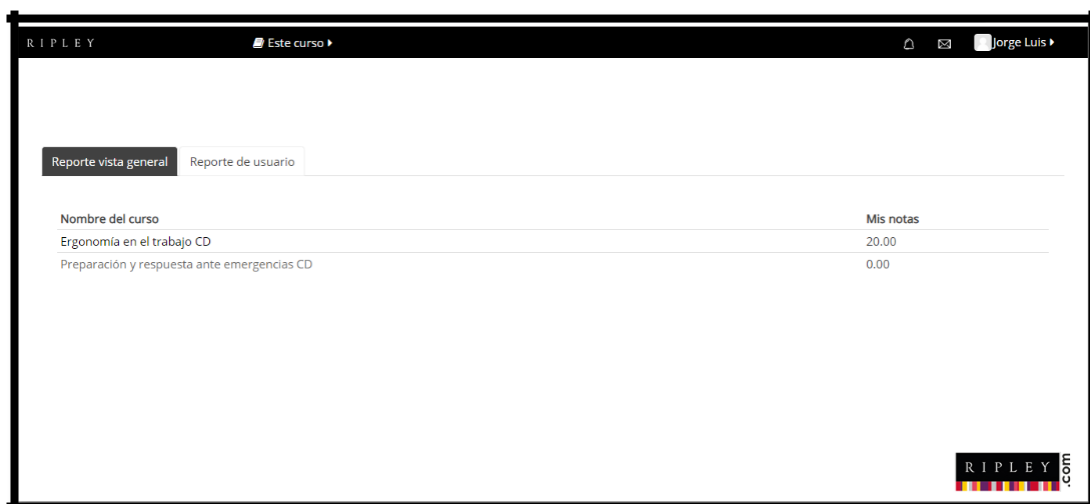 RIPLEY Este curso Jorge Luis
Reporte vista general Reporte de usuario
Nombre del curso Mis notas
Ergonomía en el trabajo CD 20.00
Preparación y respuesta ante emergencias CD 0.00
RIPLEY .com